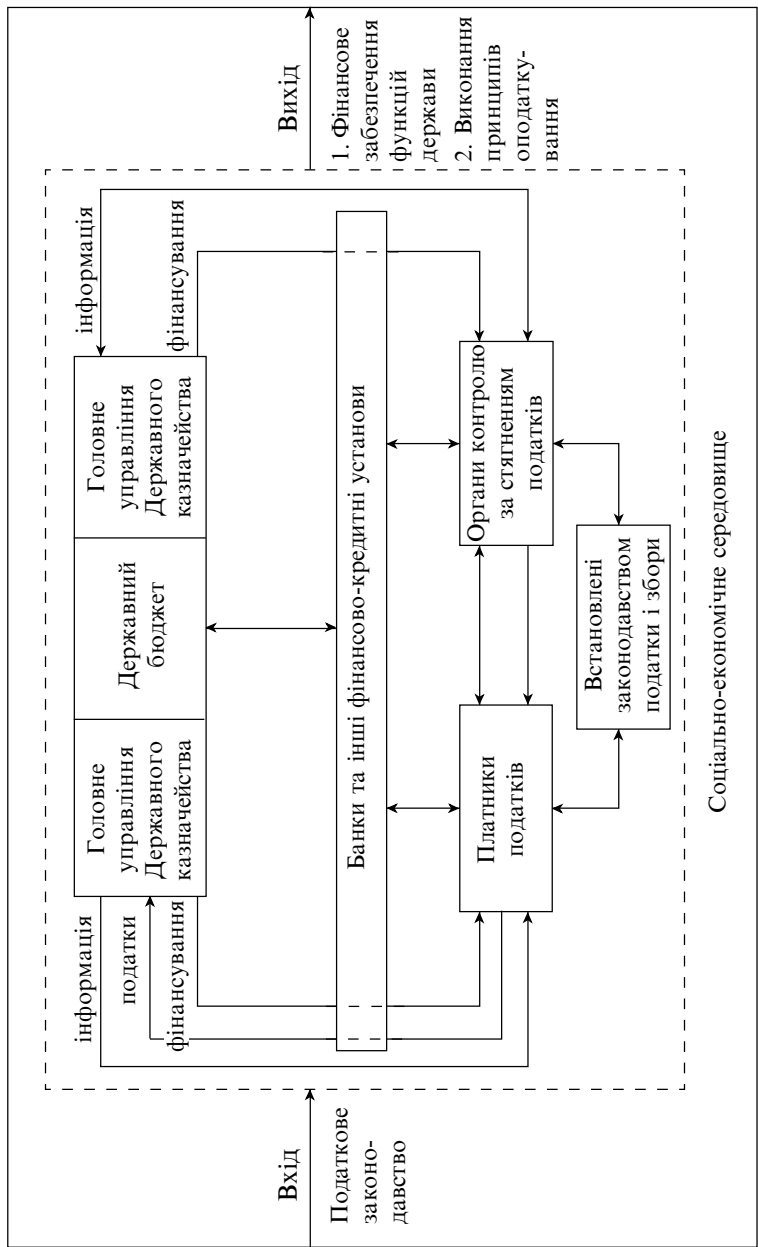 Вхід
Податкове
законо-
давство
інформація
податки
фінансування
Головне
управління
Державного
казначейства
Державний
бюджет
Головне
управління
Державного
казначейства
інформація
фінансування
Банки та інші фінансово-кредитні установи
Платники
податків
Органи контролю
за стягненням
податків
Встановлені
законодавством
податки і збори
Вихід
1. Фінансове
забезпечення
функцій
держави
2. Виконання
принципів
оподатку-
вання
Соціально-економічне середовище